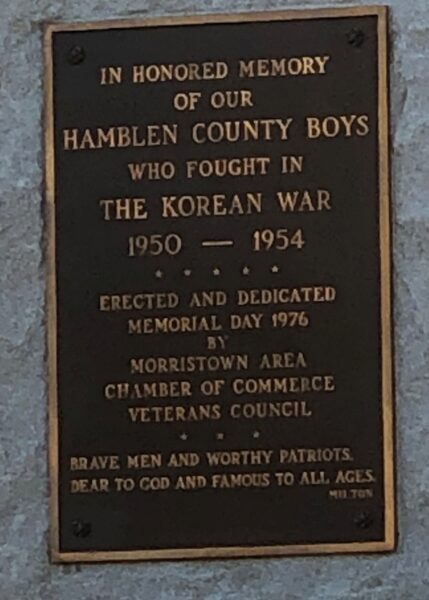 IN HONORED MEMORY
OF OUR
HAMBLEN COUNTY BOYS
WHO FOUGHT IN
THE KOREAN WAR
1950 — 1954
* * * * *
ERECTED AND DEDICATED
MEMORIAL DAY 1976
BY
MORRISTOWN AREA
CHAMBER OF COMMERCE
VETERANS COUNCIL
* * *
BRAVE MEN AND WORTHY PATRIOTS,
DEAR TO GOD AND FAMOUS TO ALL AGES.
MILTON